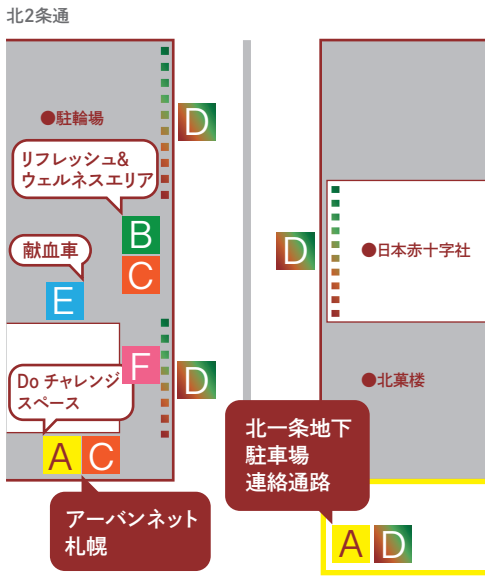 北2条通
●駐輪場
D
リフレッシュ&
ウェルネスエリア
B
C
献血車
E
D
●日本赤十字社
F
D
Do チャレンジ
スペース
●北菓楼
A C
北一条地下
駐車場
連絡通路
アーバンネット
札幌
A D